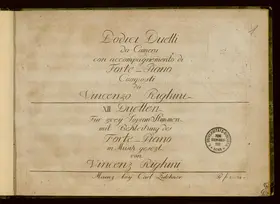 Dodici Duetti
da Camera
con accompagnamento di
Forte-Piano
Composti
da
Vincenzo Righini
XII Duetten
Für zwey Sopran Stimmen
mit Begleitung des
Forte-Piano
in Musik gesezt
von
Vincenz Righini
Mainz bey Carl Zulehner